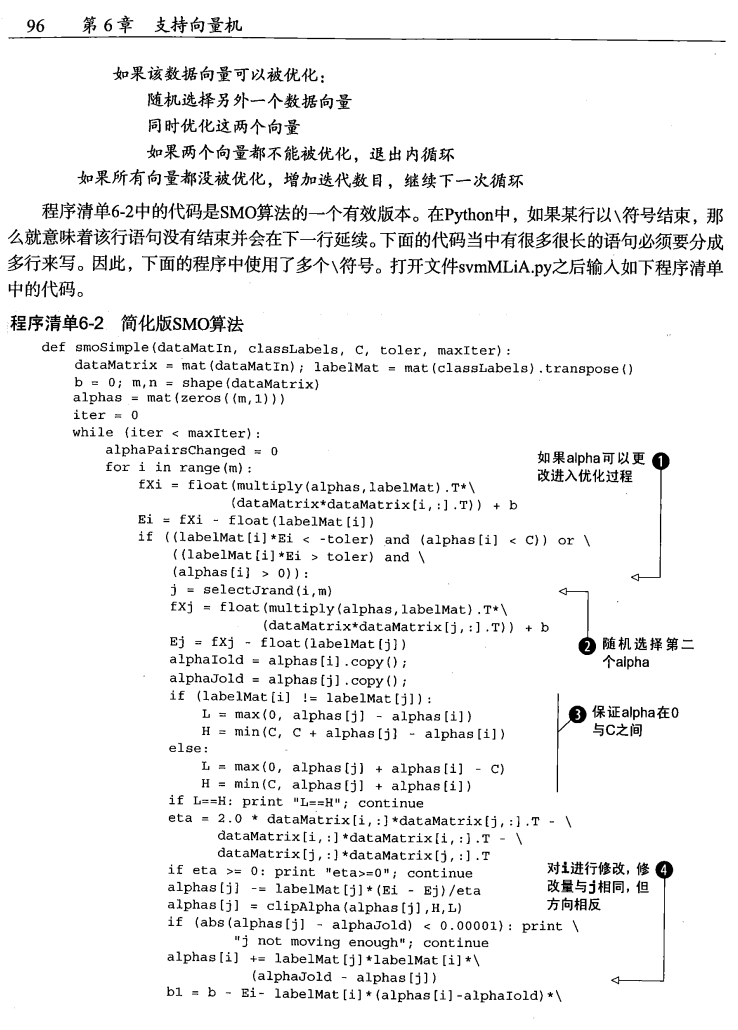 96 第6章 支持向量机
如果该数据向量可以被优化：
随机选择另外一个数据向量
同时优化这两个向量
如果两个向量都不能被优化，退出内循环
如果所有向量都没被优化，增加迭代数目，继续下一次循环
程序清单6-2中的代码是SMO算法的一个有效版本。在Python中，如果某行以\符号结束，那
么就意味着该行语句没有结束并会在下一行延续。下面的代码当中有很多很长的语句必须要分成
多行来写。因此，下面的程序中使用了多个\符号。打开文件svmMLiA.py之后输入如下程序清单
中的代码。
程序清单6-2 简化版SMO算法
def smoSimple(dataMatIn, classLabels, C, toler, maxIter):
dataMatrix = mat(dataMatIn); labelMat = mat(classLabels).transpose()
b = 0; m,n = shape(dataMatrix)
alphas = mat(zeros((m,1)))
iter = 0
while (iter < maxIter):
alphaPairsChanged = 0
for i in range(m):
fXi = float(multiply(alphas,labelMat).T*\
(dataMatrix*dataMatrix[i,:].T)) + b
Ei = fXi - float(labelMat[i])
if ((labelMat[i]*Ei < -toler) and (alphas[i] < C)) or \
((labelMat[i]*Ei > toler) and \
(alphas[i] > 0)):
如果alpha可以更 ❶
改进入优化过程
j = selectJrand(i,m)
fXj = float(multiply(alphas,labelMat).T*\
(dataMatrix*dataMatrix[j,:].T)) + b
Ej = fXj - float(labelMat[j])
❷ 随机选择第二
个alpha
alphaIold = alphas[i].copy();
alphaJold = alphas[j].copy();
if (labelMat[i] != labelMat[j]):
L = max(0, alphas[j] - alphas[i])
H = min(C, C + alphas[j] - alphas[i])
else:
L = max(0, alphas[j] + alphas[i] - C)
H = min(C, alphas[j] + alphas[i])
❸ 保证alpha在0
与C之间
if L==H: print "L==H"; continue
eta = 2.0 * dataMatrix[i,:]*dataMatrix[j,:].T - \
dataMatrix[i,:]*dataMatrix[i,:].T - \
dataMatrix[j,:]*dataMatrix[j,:].T
if eta >= 0: print "eta>=0"; continue
alphas[j] -= labelMat[j]*(Ei - Ej)/eta
alphas[j] = clipAlpha(alphas[j],H,L)
if (abs(alphas[j] - alphaJold) < 0.00001): print \
"j not moving enough"; continue
alphas[i] += labelMat[j]*labelMat[i]*\
(alphaJold - alphas[j])
对i进行修改，修 ❹
改量与j相同，但
方向相反
b1 = b - Ei- labelMat[i]*(alphas[i]-alphaIold)*\